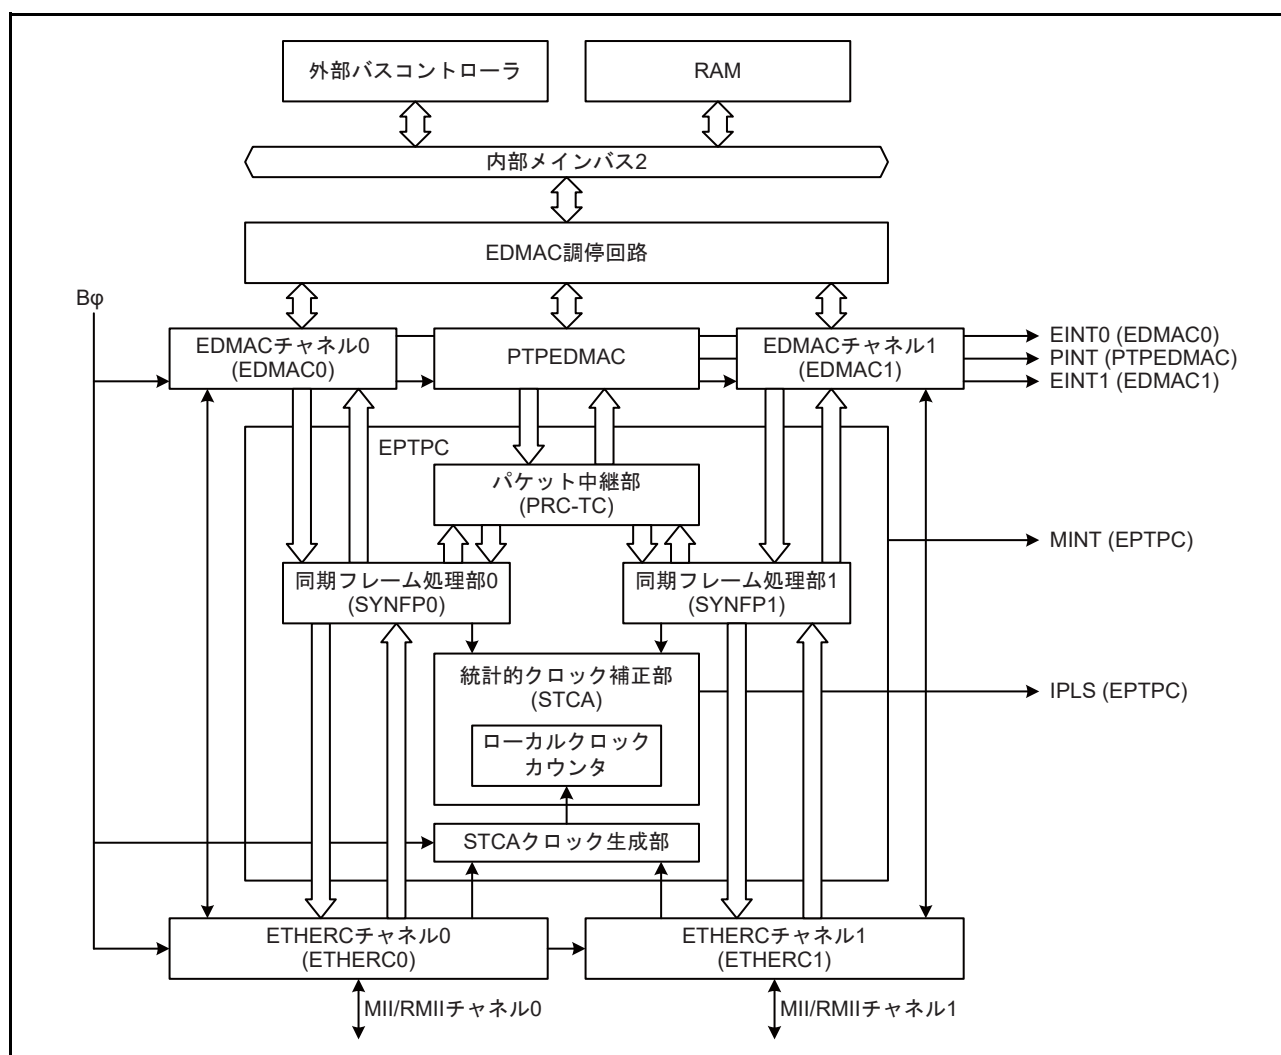 外部バスコントローラ
RAM
内部メインバス2
EDMAC調停回路
Bφ
EDMACチャネル0
(EDMAC0)
PTPEDMAC
EDMACチャネル1
(EDMAC1)
EINT0 (EDMAC0)
PINT (PTPEDMAC)
EINT1 (EDMAC1)
EPTPC
パケット中継部
(PRC-TC)
MINT (EPTPC)
同期フレーム処理部0
(SYNFP0)
同期フレーム処理部1
(SYNFP1)
統計的クロック補正部
(STCA)
IPLS (EPTPC)
ローカルクロック
カウンタ
STCAクロック生成部
ETHERCチャネル0
(ETHERC0)
ETHERCチャネル1
(ETHERC1)
MII/RMIIチャネル0
MII/RMIIチャネル1